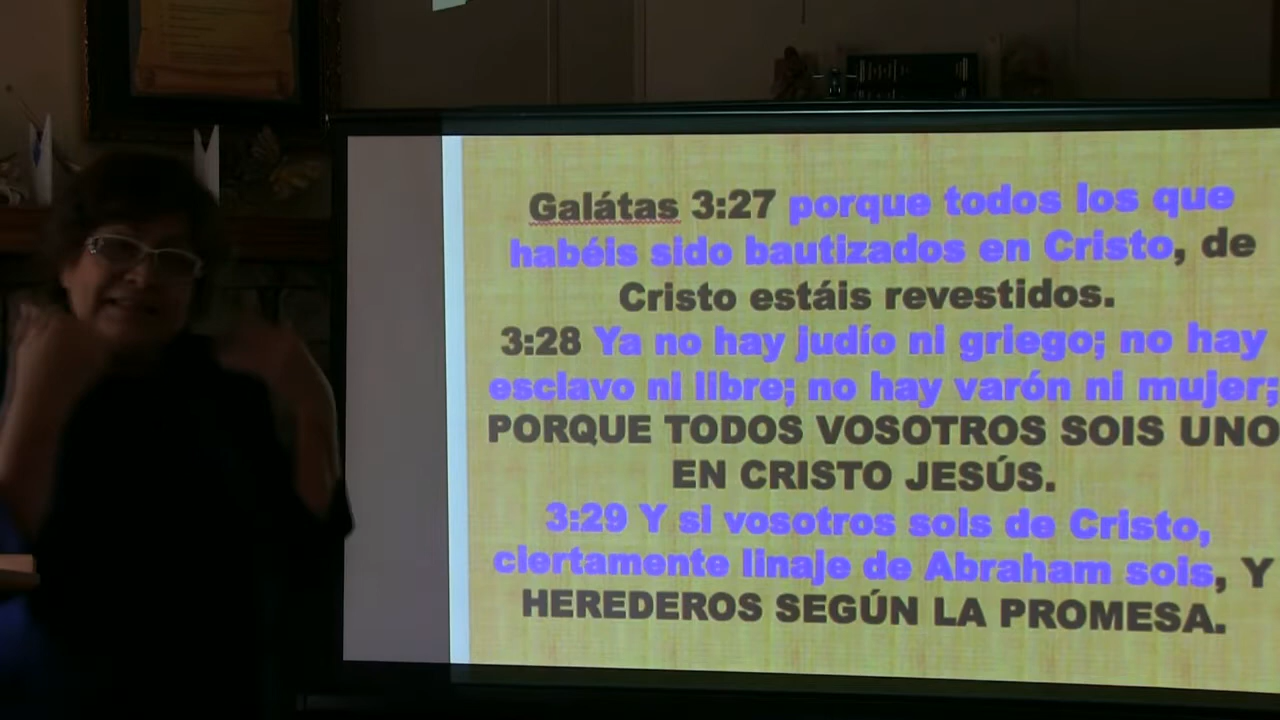 Galátas 3:27 porque todos los que
habéis sido bautizados en Cristo, de
Cristo estáis revestidos.
3:28 Ya no hay judío ni griego; no hay
esclavo ni libre; no hay varón ni mujer;
PORQUE TODOS VOSOTROS SOIS UNO
EN CRISTO JESÚS.
3:29 Y si vosotros sois de Cristo,
ciertamente linaje de Abraham sois, Y
HEREDEROS SEGÚN LA PROMESA.